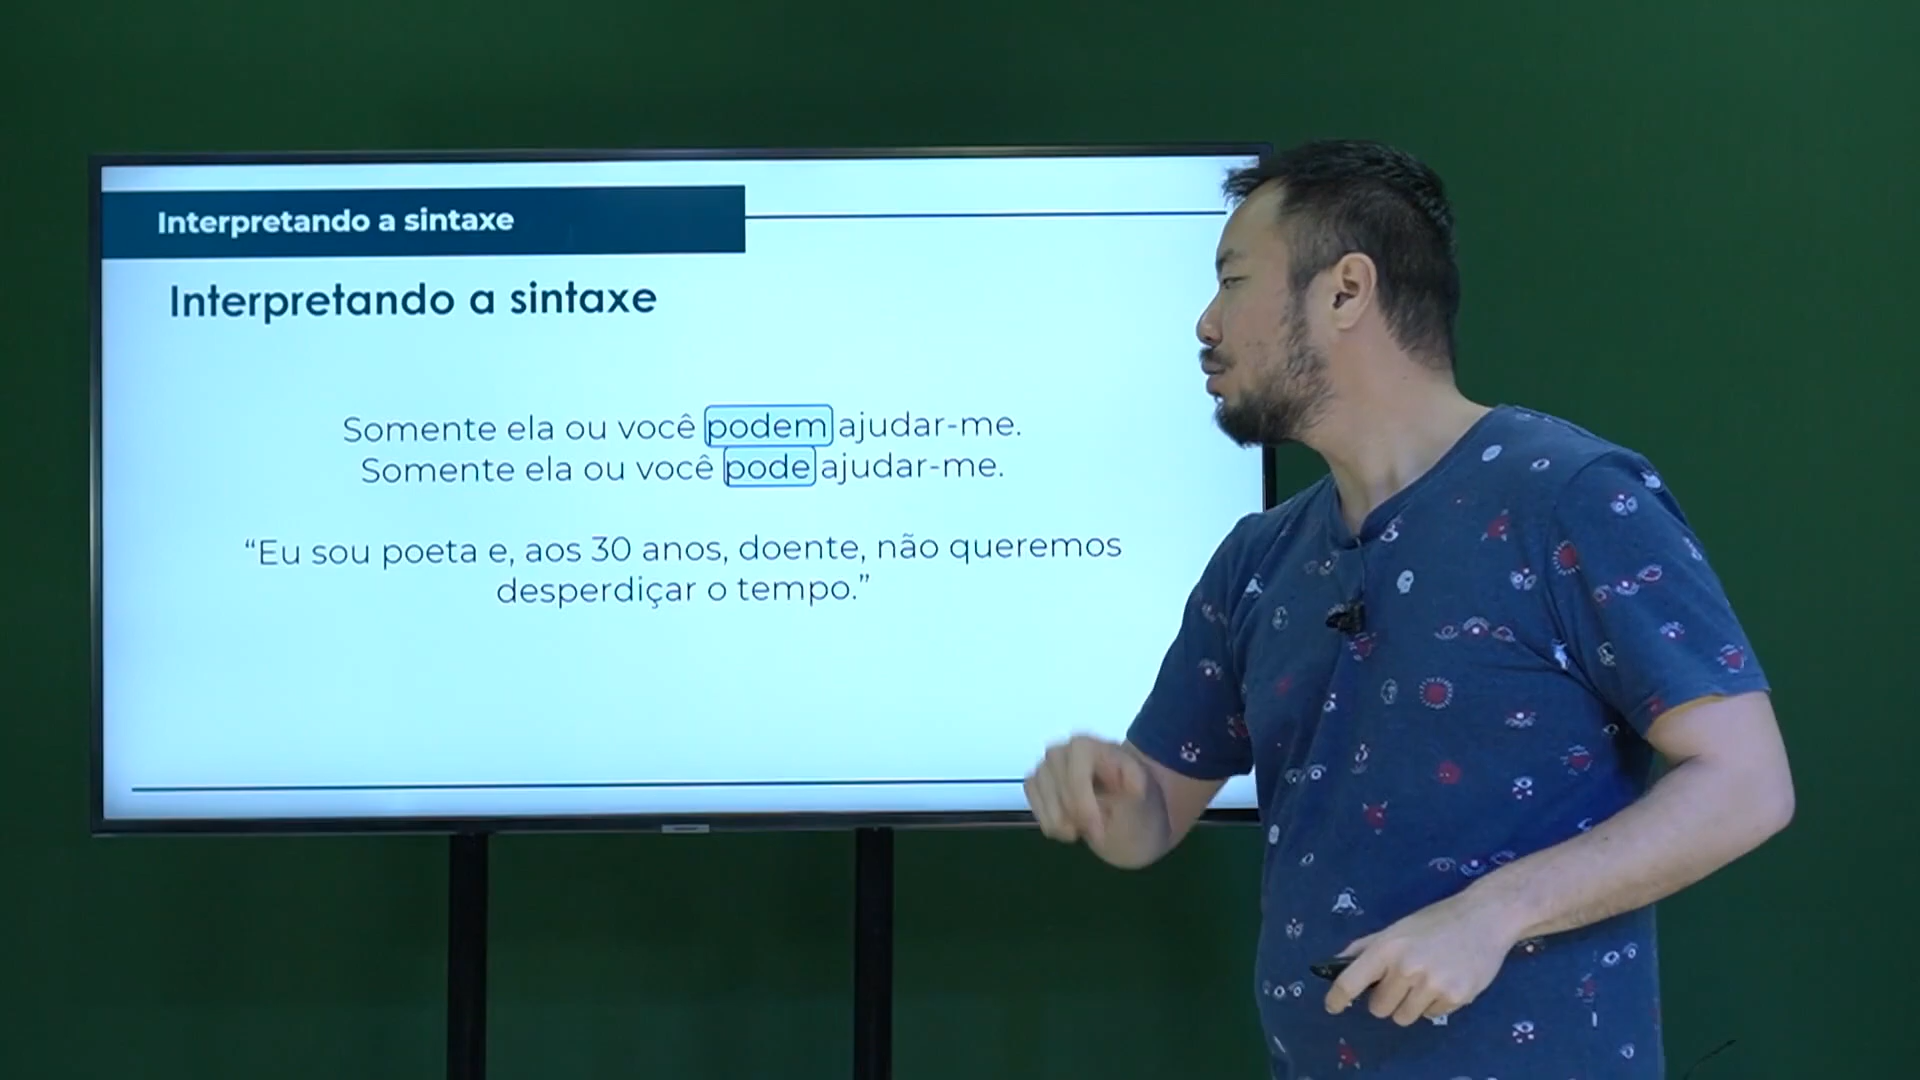 Interpretando a sintaxe
Interpretando a sintaxe
Somente ela ou você podem ajudar-me.
Somente ela ou você pode ajudar-me.
“Eu sou poeta e, aos 30 anos, doente, não queremos
desperdiçar o tempo.”